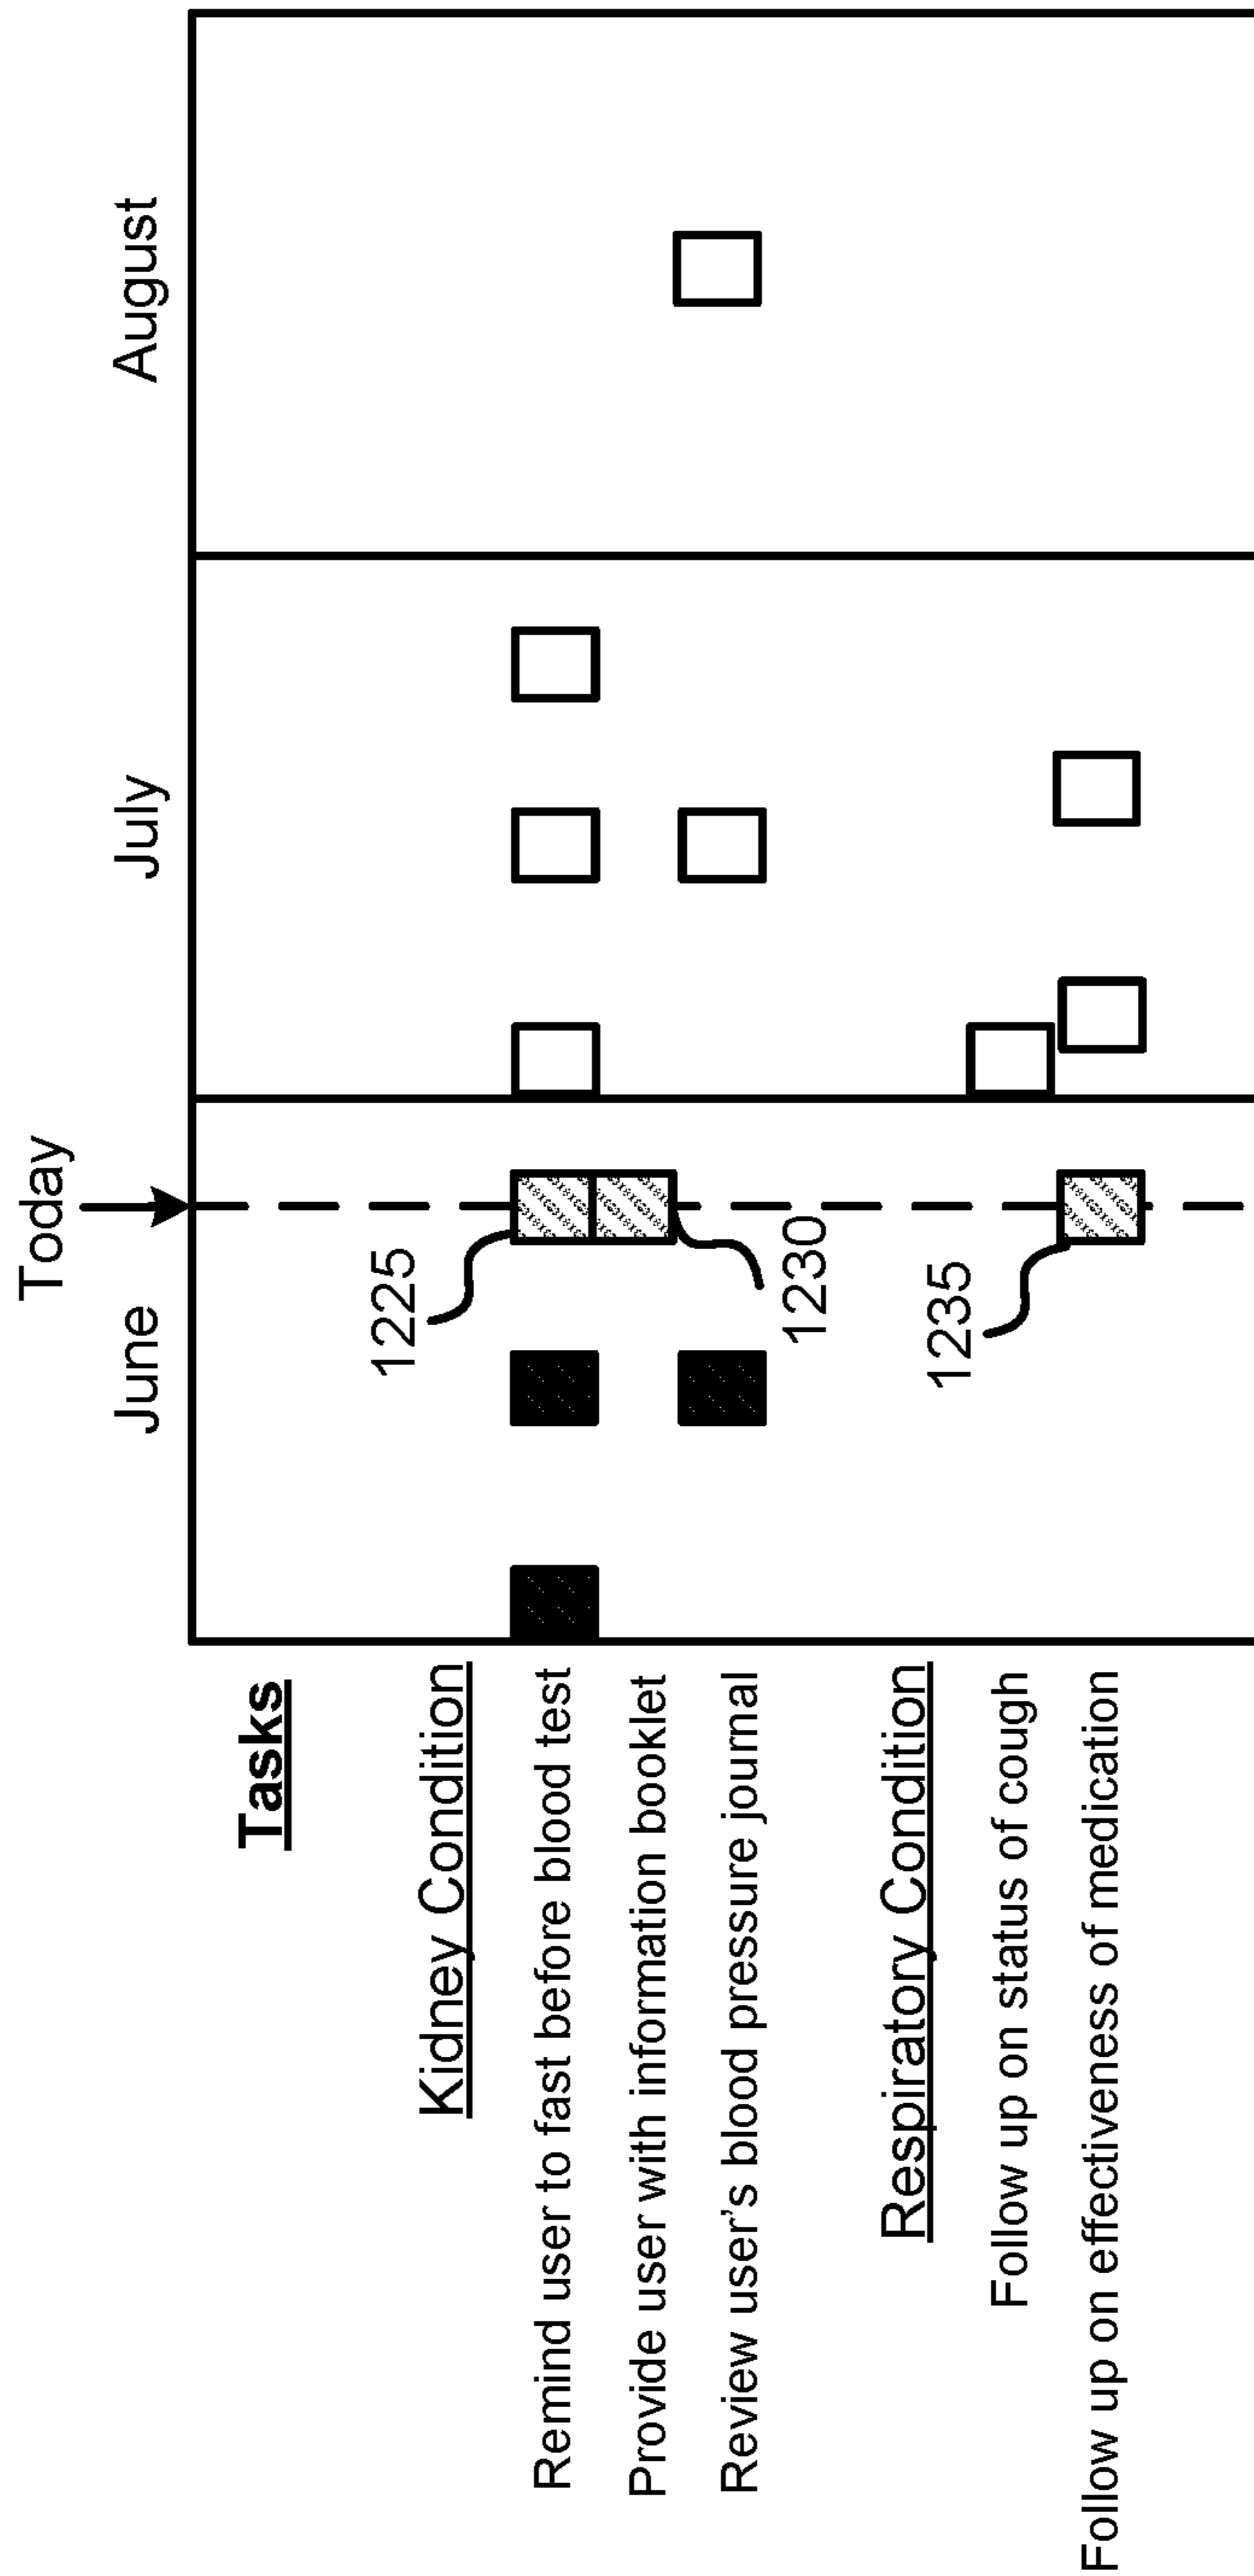 Today
June
July
August
Tasks
Kidney Condition
1225
Remind user to fast before blood test
Provide user with information booklet
Review user's blood pressure journal
1230
Respiratory Condition
1235
Follow up on status of cough
Follow up on effectiveness of medication